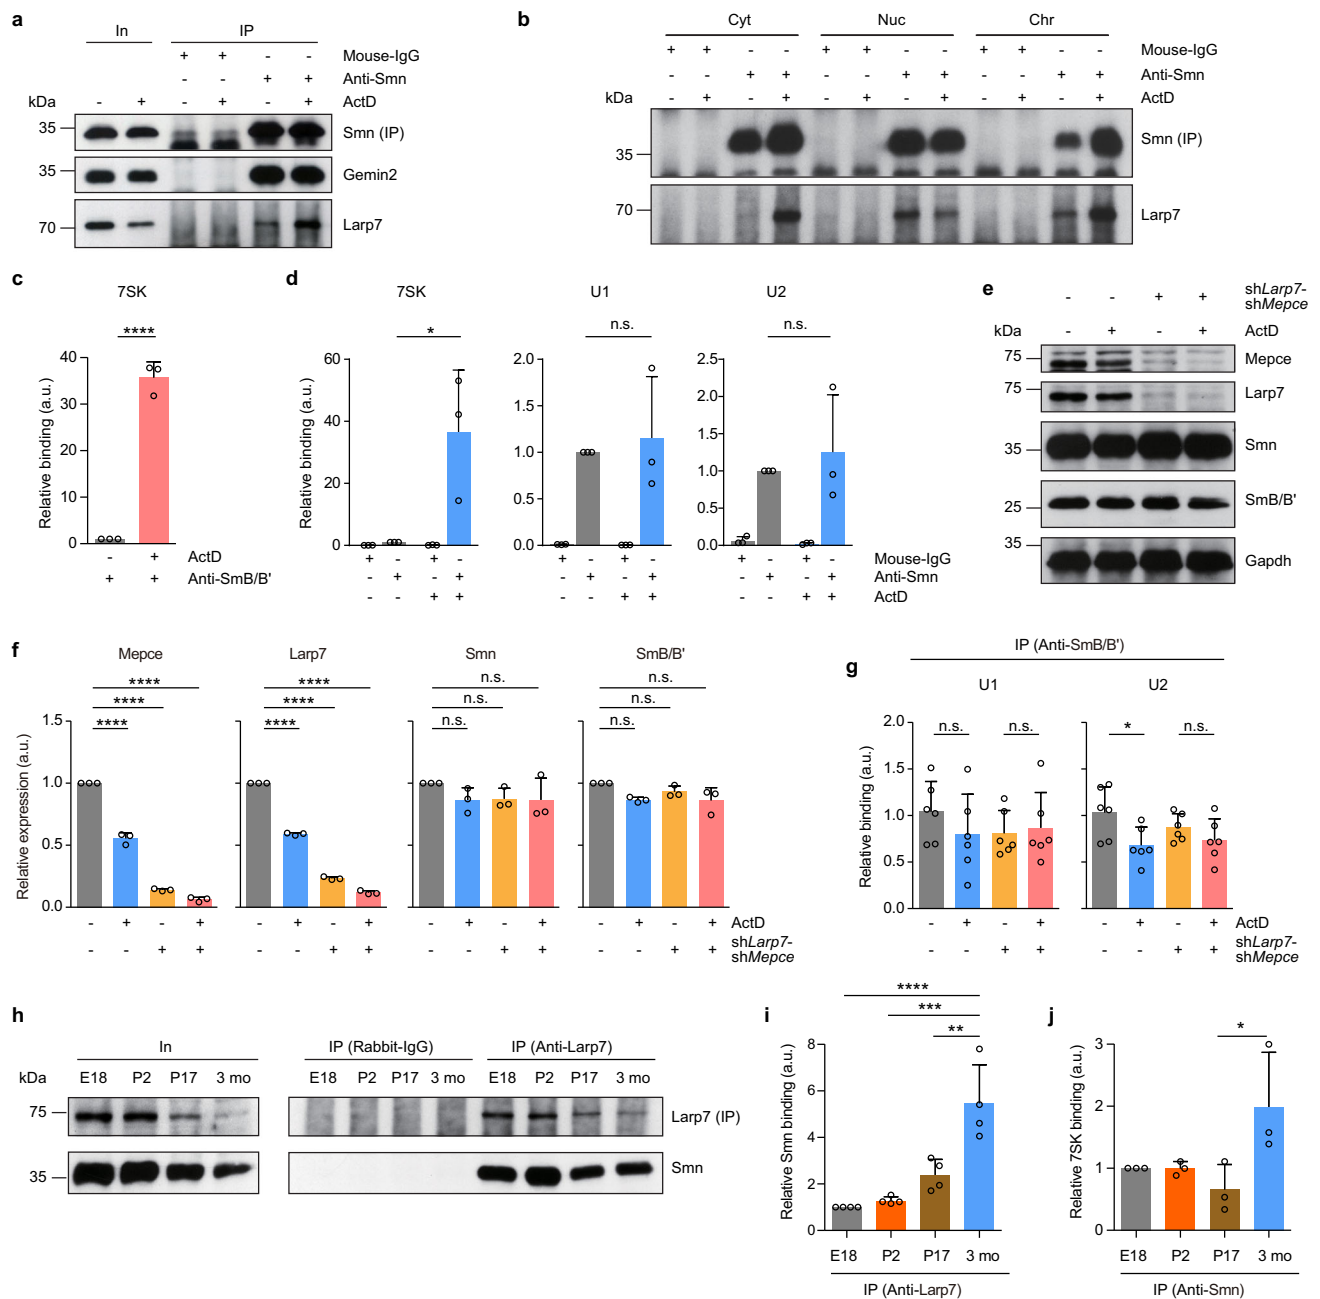 a
In IP
+ + - - Mouse-IgG
- - + + Anti-Smn
kDa - + - + - + ActD
35 Smn (IP)
35 Gemin2
70 Larp7
b
Cyt Nuc Chr
+ + - - + + - - + + - - Mouse-IgG
- - + + - - + + - - + + Anti-Smn
kDa - + - + - + - + - + - + ActD
35 Smn (IP)
70 Larp7
c
7SK
****
Relative binding (a.u.)
40
30
20
10
0
- + ActD
+ + Anti-SmB/B'
d
7SK U1 U2
* n.s. n.s.
Relative binding (a.u.)
60
40
20
0
2.0
1.5
1.0
0.5
0.0
2.5
2.0
1.5
1.0
0.5
0.0
+ - + - + - + - + - + - Mouse-IgG
- + - + - + - + - + - + Anti-Smn
- - + + - - + + - - + + ActD
e
- - + + shLarp7-
shMepce
kDa - + - + ActD
75 Mepce
75 Larp7
35 Smn
25 SmB/B'
35 Gapdh
f
Mepce Larp7 Smn SmB/B'
**** **** n.s. n.s.
**** **** n.s. n.s.
**** **** n.s. n.s.
Relative expression (a.u.)
1.5
1.0
0.5
0.0
- + - + - + - + - + - + - + - + ActD
- - + + - - + + - - + + - - + + shLarp7-
shMepce
g
IP (Anti-SmB/B')
U1 U2
n.s. n.s. * n.s.
Relative binding (a.u.)
2.0
1.5
1.0
0.5
0.0
- + - + - + - + ActD
- - + + - - + + shLarp7-
shMepce
h
In IP (Rabbit-IgG) IP (Anti-Larp7)
kDa E18 P2 P17 3 mo E18 P2 P17 3 mo E18 P2 P17 3 mo
75 Larp7 (IP)
35 Smn
i
****
***
**
Relative Smn binding (a.u.)
8
6
4
2
0
E18 P2 P17 3 mo
IP (Anti-Larp7)
j
*
Relative 7SK binding (a.u.)
3
2
1
0
E18 P2 P17 3 mo
IP (Anti-Smn)